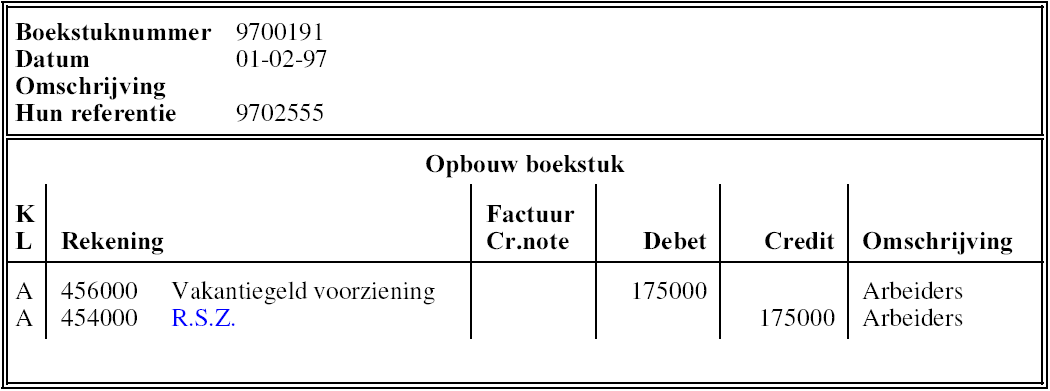 Boekstuknummer 9700191
Datum 01-02-97
Omschrijving
Hun referentie 9702555
Opbouw boekstuk
K Factuur
L Rekening Cr.note Debet Credit Omschrijving
A 456000 Vakantiegeld voorziening 175000 Arbeiders
A 454000 R.S.Z. 175000 Arbeiders